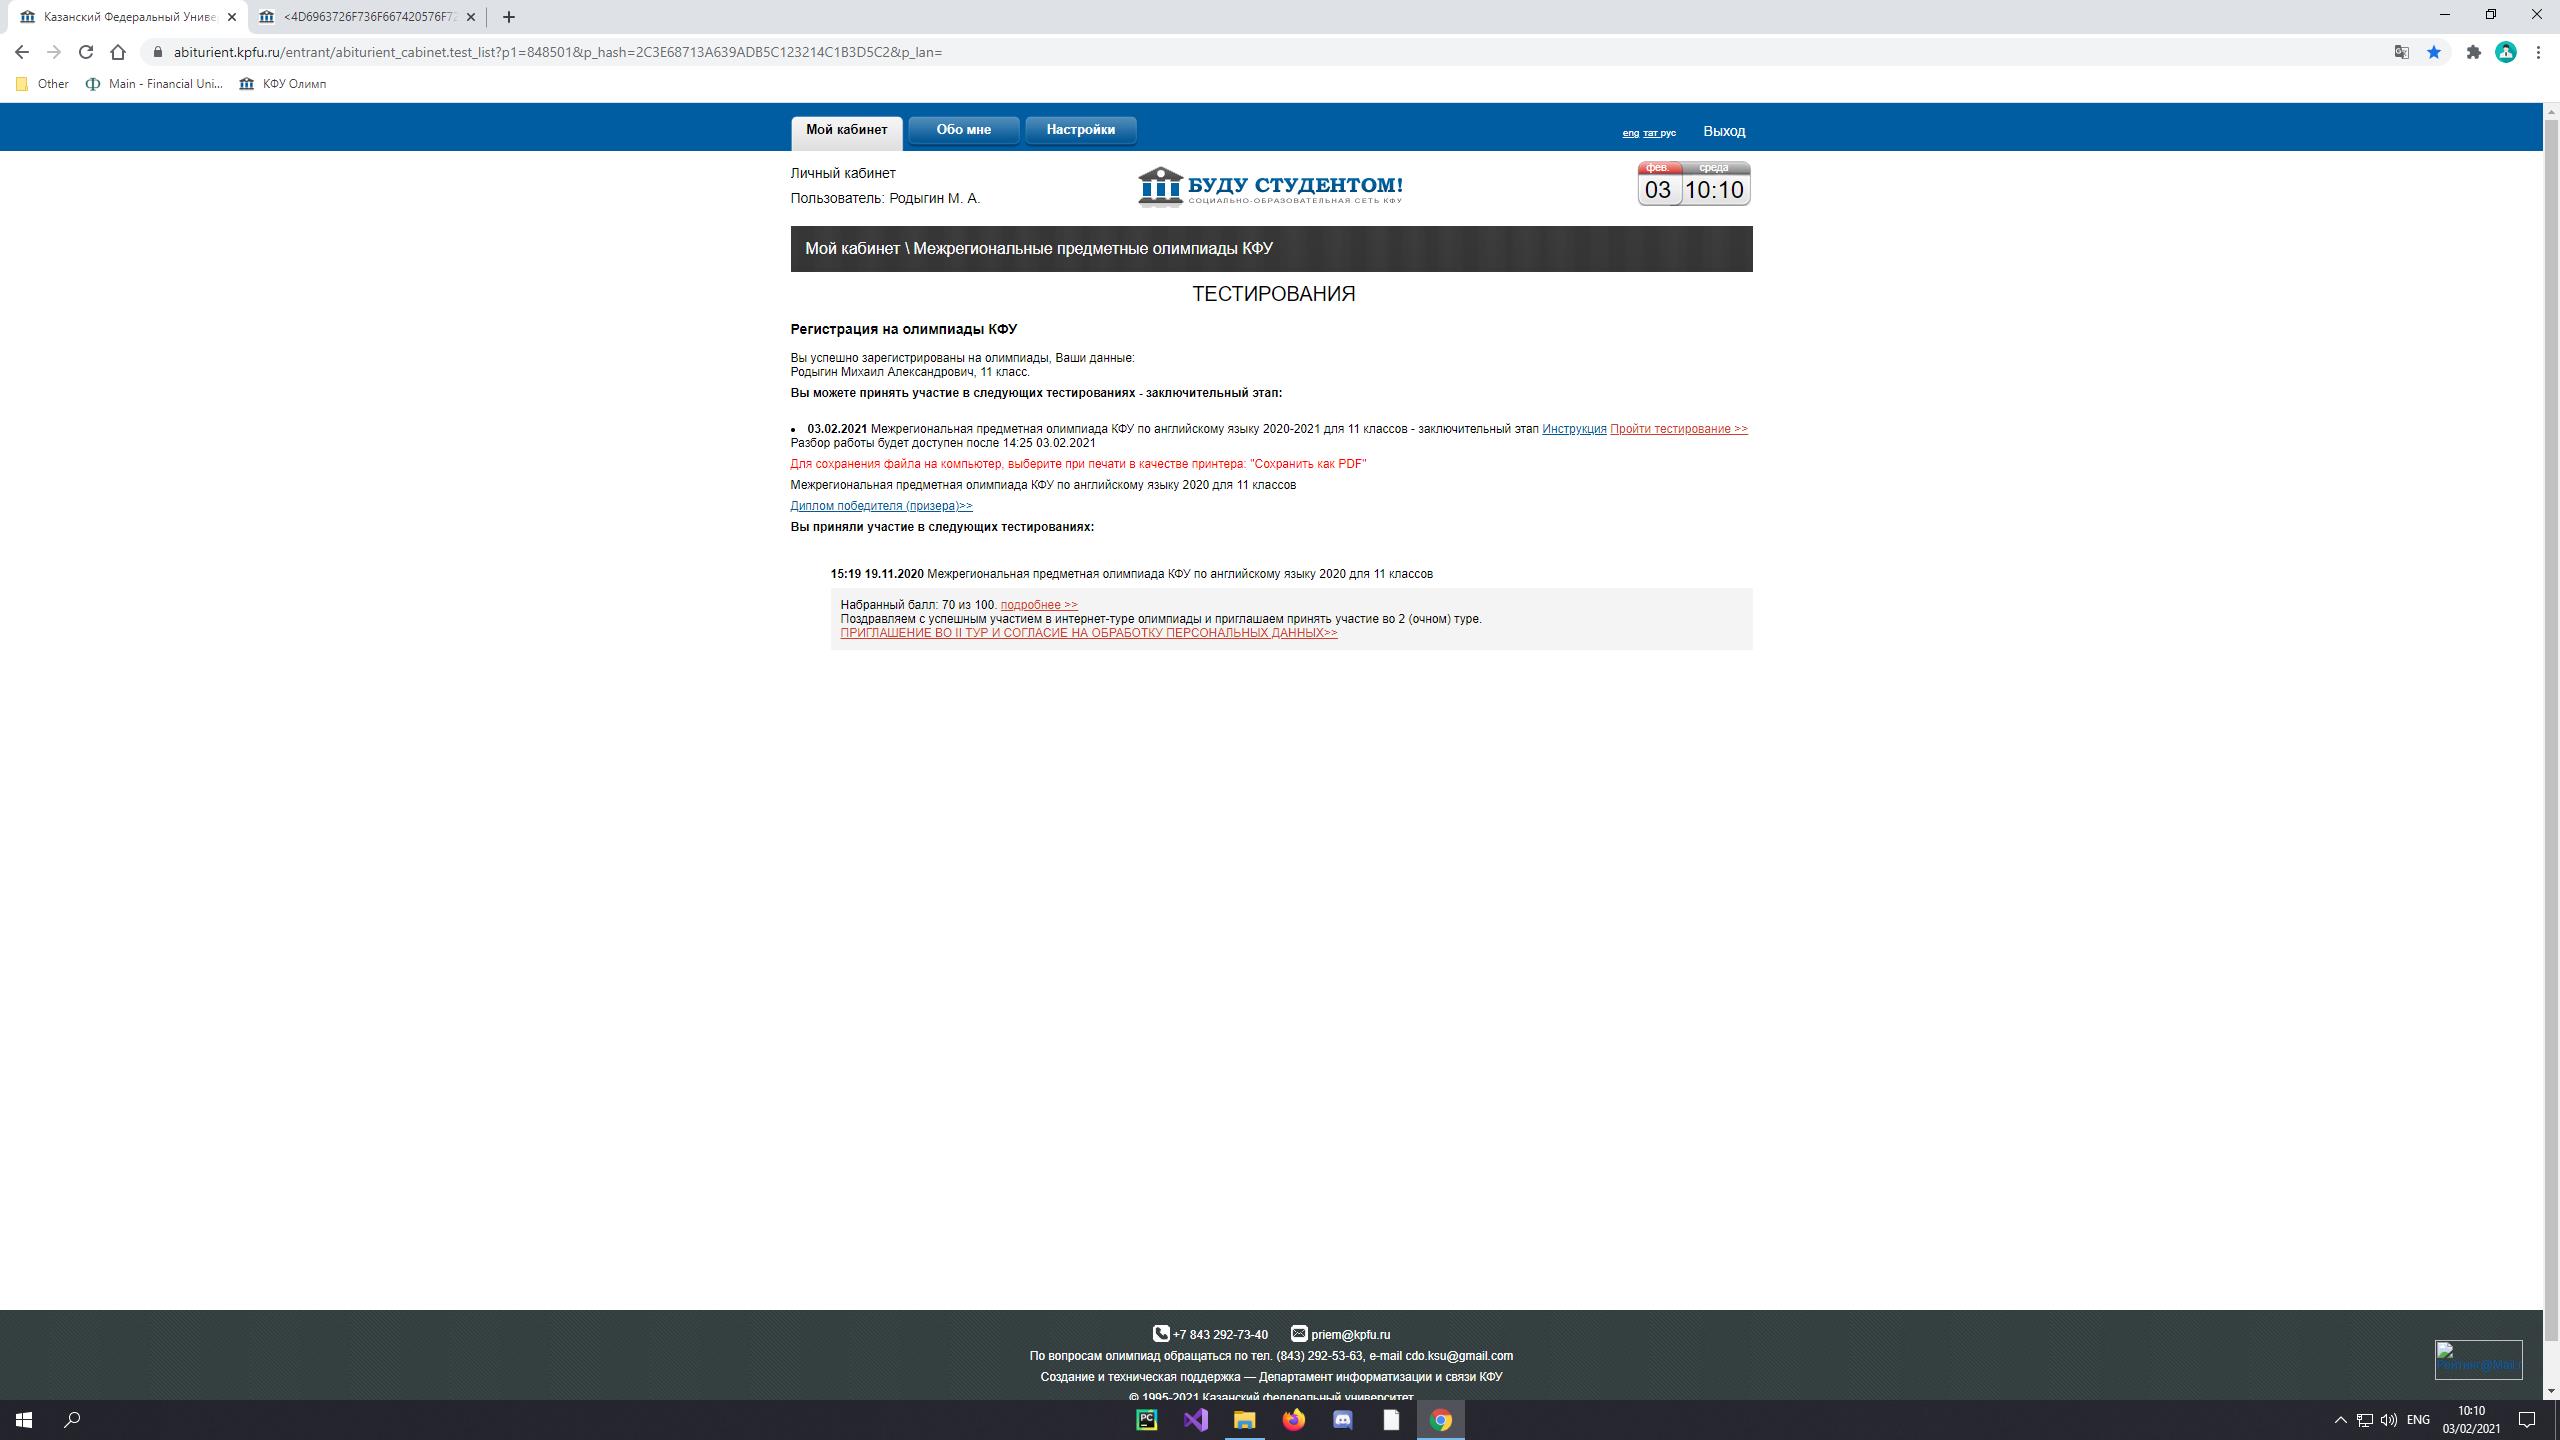 Казанский Федеральный Униве
<4D6963726F736F667420576F72
abiturient.kpfu.ru/entrant/abiturient_cabinet.test_list?p1=848501&p_hash=2C3E68713A639ADB5C123214C1B3D5C2&p_lan=
Other Main - Financial Uni... КФУ Олимп
Мой кабинет Обо мне Настройки eng тат рус Выход
Личный кабинет
Пользователь: Родыгин М. А.
БУДУ СТУДЕНТОМ!
СОЦИАЛЬНО-ОБРАЗОВАТЕЛЬНАЯ СЕТЬ КФУ
фев. среда
03 10:10
Мой кабинет \ Межрегиональные предметные олимпиады КФУ
ТЕСТИРОВАНИЯ
Регистрация на олимпиады КФУ
Вы успешно зарегистрированы на олимпиады, Ваши данные:
Родыгин Михаил Александрович, 11 класс.
Вы можете принять участие в следующих тестированиях - заключительный этап:
• 03.02.2021 Межрегиональная предметная олимпиада КФУ по английскому языку 2020-2021 для 11 классов - заключительный этап Инструкция Пройти тестирование >>
Разбор работы будет доступен после 14:25 03.02.2021
Для сохранения файла на компьютер, выберите при печати в качестве принтера: "Сохранить как PDF"
Межрегиональная предметная олимпиада КФУ по английскому языку 2020 для 11 классов
Диплом победителя (призера)>>
Вы приняли участие в следующих тестированиях:
15:19 19.11.2020 Межрегиональная предметная олимпиада КФУ по английскому языку 2020 для 11 классов
Набранный балл: 70 из 100. подробнее >>
Поздравляем с успешным участием в интернет-туре олимпиады и приглашаем принять участие во 2 (очном) туре.
ПРИГЛАШЕНИЕ ВО II ТУР И СОГЛАСИЕ НА ОБРАБОТКУ ПЕРСОНАЛЬНЫХ ДАННЫХ>>
+7 843 292-73-40 priem@kpfu.ru
По вопросам олимпиад обращаться по тел. (843) 292-53-63, e-mail cdo.ksu@gmail.com
Создание и техническая поддержка — Департамент информатизации и связи КФУ
© 1995-2021 Казанский федеральный университет
Рейтинг@Mail.r
PC
ENG
10:10
03/02/2021